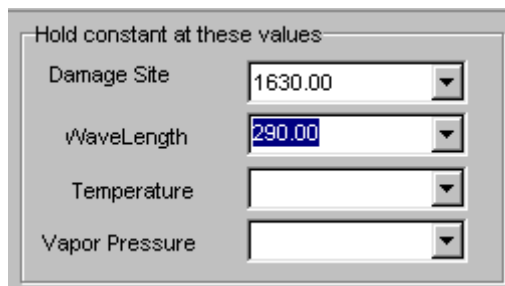 Hold constant at these values
Damage Site 1630.00
WaveLength 290.00
Temperature
Vapor Pressure